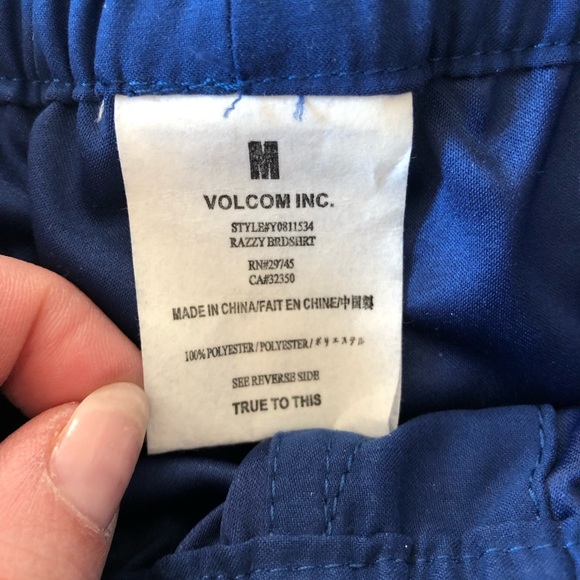 M
VOLCOM INC.
STYLE#Y0811534
RAZZY BRDSHRT
RN#29745
CA#32350
MADE IN CHINA/FAIT EN CHINE/中国製
100% POLYESTER / POLYESTER / ポリエステル
SEE REVERSE SIDE
TRUE TO THIS